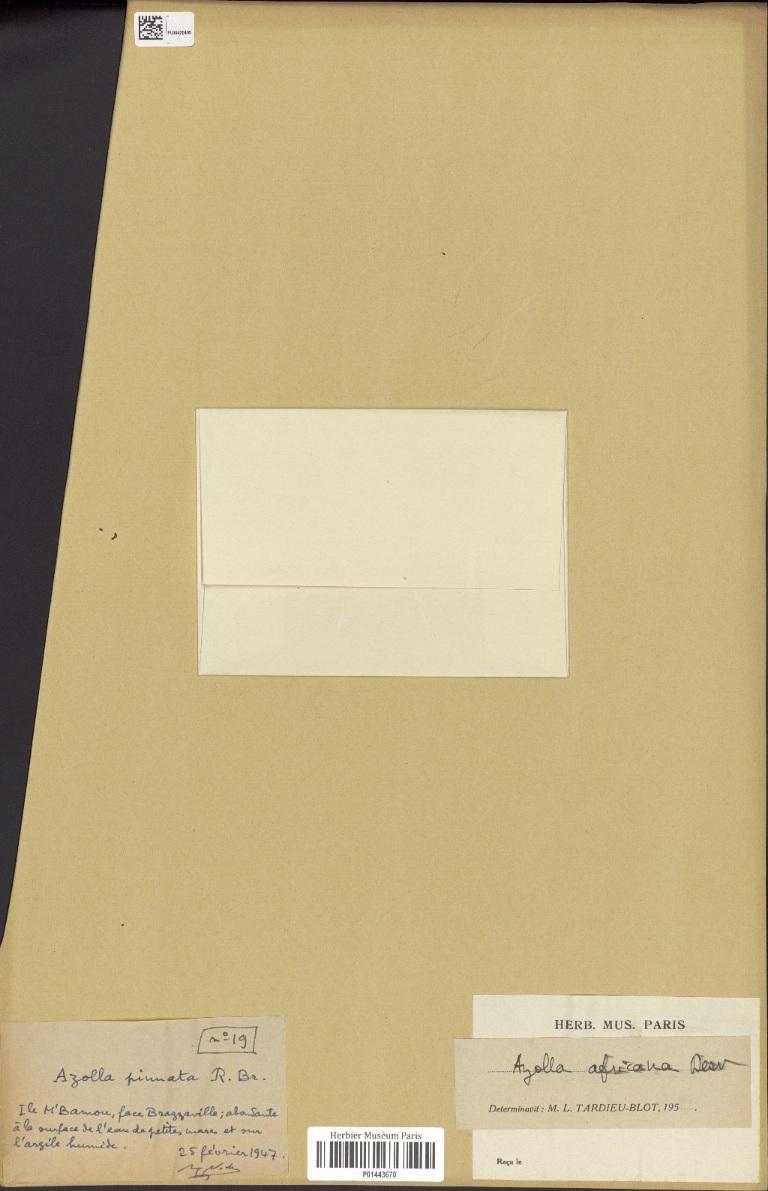 n° 19
Azolla pinnata R. Br.
Ile M'Bamou, face Brazzaville; abondante
à la surface de l'eau de petites mares et sur
l'argile humide.
25 février 1947.
HERB. MUS. PARIS
Azolla africana Desv
Determinavit : M. L. TARDIEU-BLOT, 195 .
Reçu le
Herbier Muséum Paris
P01443670